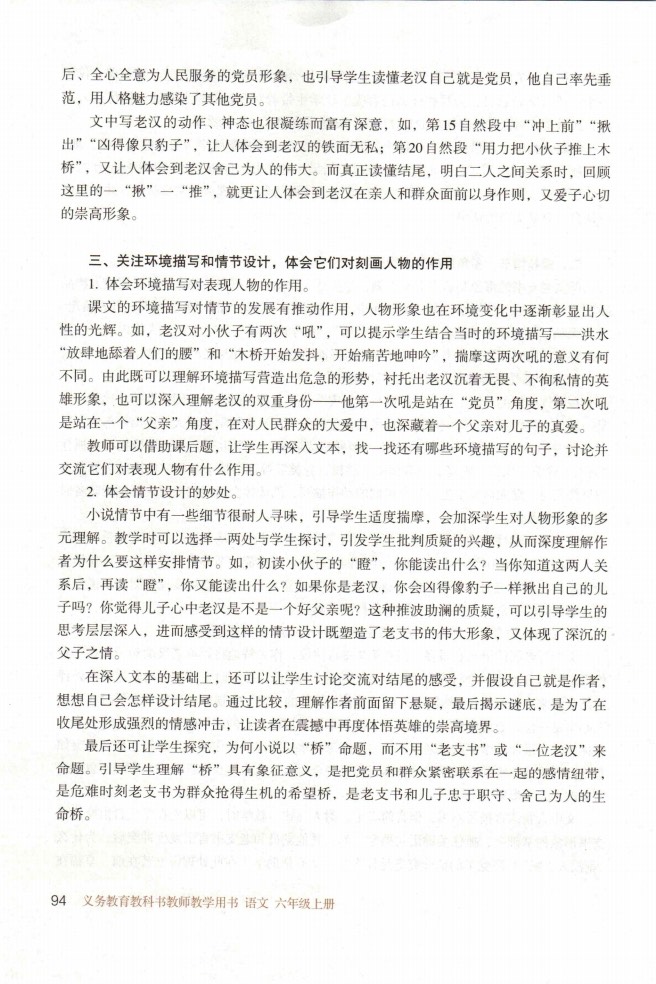 后、全心全意为人民服务的党员形象，也引导学生读懂老汉自己就是党员，他自己率先垂
范，用人格魅力感染了其他党员。
文中写老汉的动作、神态也很凝练而富有深意，如，第15自然段中“冲上前”“揪
出”“凶得像只豹子”，让人体会到老汉的铁面无私；第20自然段“用力把小伙子推上木
桥”，又让人体会到老汉舍己为人的伟大。而真正读懂结尾，明白二人之间关系时，回顾
这里的一“揪”一“推”，就更让人体会到老汉在亲人和群众面前以身作则，又爱子心切
的崇高形象。
三、关注环境描写和情节设计，体会它们对刻画人物的作用
1. 体会环境描写对表现人物的作用。
课文的环境描写对情节的发展有推动作用，人物形象也在环境变化中逐渐彰显出人
性的光辉。如，老汉对小伙子有两次“吼”，可以提示学生结合当时的环境描写——洪水
“放肆地舔着人们的腰”和“木桥开始发抖，开始痛苦地呻吟”，揣摩这两次吼的意义有何
不同。由此既可以理解环境描写营造出危急的形势，衬托出老汉沉着无畏、不徇私情的英
雄形象，也可以深入理解老汉的双重身份——他第一次吼是站在“党员”角度，第二次吼
是站在一个“父亲”角度，在对人民群众的大爱中，也深藏着一个父亲对儿子的真爱。
教师可以借助课后题，让学生再深入文本，找一找还有哪些环境描写的句子，讨论并
交流它们对表现人物有什么作用。
2. 体会情节设计的妙处。
小说情节中有一些细节很耐人寻味，引导学生适度揣摩，会加深学生对人物形象的多
元理解。教学时可以选择一两处与学生探讨，引发学生批判质疑的兴趣，从而深度理解作
者为什么要这样安排情节。如，初读小伙子的“瞪”，你能读出什么？当你知道这两人关
系后，再读“瞪”，你又能读出什么？如果你是老汉，你会凶得像豹子一样揪出自己的儿
子吗？你觉得儿子心中老汉是不是一个好父亲呢？这种推波助澜的质疑，可以引导学生的
思考层层深入，进而感受到这样的情节设计既塑造了老支书的伟大形象，又体现了深沉的
父子之情。
在深入文本的基础上，还可以让学生讨论交流对结尾的感受，并假设自己就是作者，
想想自己会怎样设计结尾。通过比较，理解作者前面留下悬疑，最后揭示谜底，是为了在
收尾处形成强烈的情感冲击，让读者在震撼中再度体悟英雄的崇高境界。
最后还可让学生探究，为何小说以“桥”命题，而不用“老支书”或“一位老汉”来
命题。引导学生理解“桥”具有象征意义，是把党员和群众紧密联系在一起的感情纽带，
是危难时刻老支书为群众抢得生机的希望桥，是老支书和儿子忠于职守、舍己为人的生
命桥。
94 义务教育教科书教师教学用书 语文 六年级上册